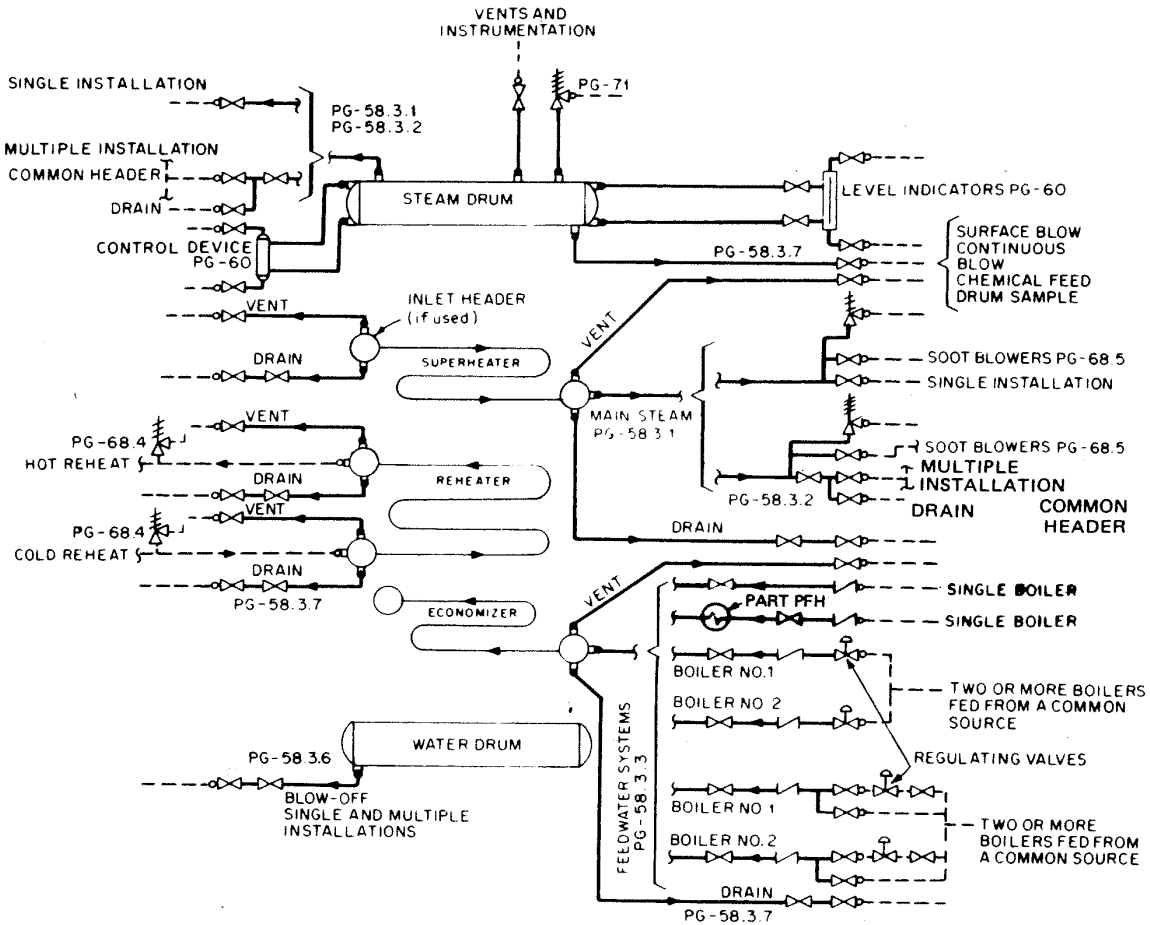 VENTS AND
INSTRUMENTATION
SINGLE INSTALLATION
PG-71
PG-58.3.1
PG-58.3.2
MULTIPLE INSTALLATION
COMMON HEADER
DRAIN
STEAM DRUM
LEVEL INDICATORS PG-60
CONTROL DEVICE
PG-60
PG-58.3.7
SURFACE BLOW
CONTINUOUS
BLOW
CHEMICAL FEED
DRUM SAMPLE
VENT
INLET HEADER
(if used)
VENT
DRAIN
SUPERHEATER
SOOT BLOWERS PG-68.5
SINGLE INSTALLATION
MAIN STEAM
PG-58.3.1
VENT
PG-68.4
HOT REHEAT
DRAIN
REHEATER
SOOT BLOWERS PG-68.5
MULTIPLE
INSTALLATION
PG-58.3.2
DRAIN
COMMON
HEADER
VENT
PG-68.4
COLD REHEAT
DRAIN
DRAIN
PG-58.3.7
VENT
ECONOMIZER
SINGLE BOILER
PART PFH
SINGLE BOILER
BOILER NO.1
TWO OR MORE BOILERS
FED FROM A COMMON
SOURCE
BOILER NO 2
WATER DRUM
PG-58.3.6
REGULATING VALVES
BLOW-OFF
SINGLE AND MULTIPLE
INSTALLATIONS
FEEDWATER SYSTEMS
PG-58.3.3
BOILER NO 1
BOILER NO.2
TWO OR MORE
BOILERS FED FROM
A COMMON SOURCE
DRAIN
PG-58.3.7